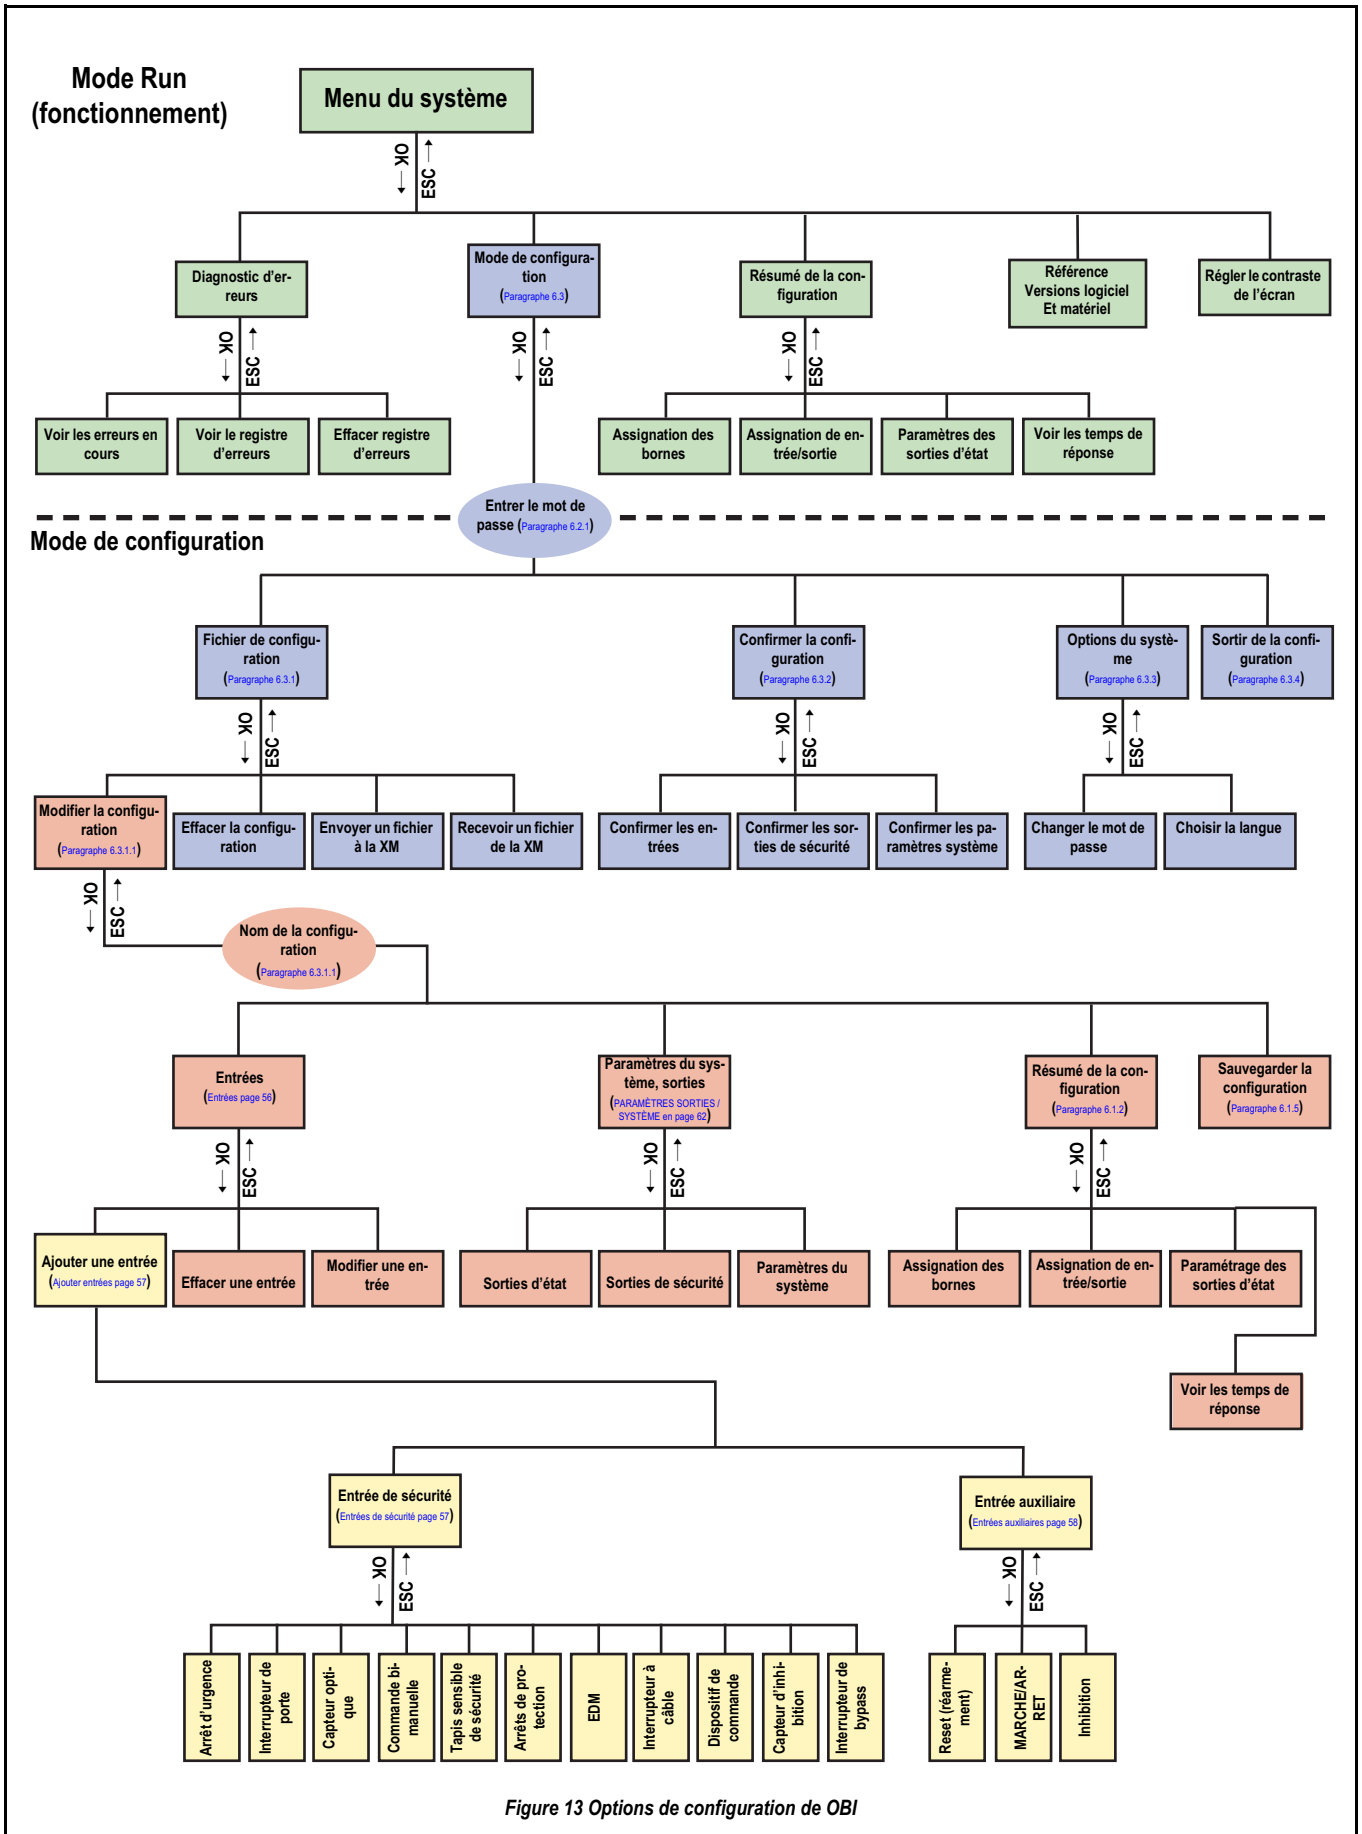 Mode Run
(fonctionnement)
Menu du système
OK
ESC
Diagnostic d'er-
reurs
Mode de configura-
tion
(Paragraphe 6.3)
Résumé de la con-
figuration
Référence
Versions logiciel
Et matériel
Régler le contraste
de l'écran
OK
ESC
OK
ESC
OK
ESC
Voir les erreurs en
cours
Voir le registre
d'erreurs
Effacer registre
d'erreurs
Assignation des
bornes
Assignation de en-
trée/sortie
Paramètres des
sorties d'état
Voir les temps de
réponse
Entrer le mot de
passe (Paragraphe 6.2.1)
Mode de configuration
Fichier de configu-
ration
(Paragraphe 6.3.1)
Confirmer la confi-
guration
(Paragraphe 6.3.2)
Options du systè-
me
(Paragraphe 6.3.3)
Sortir de la confi-
guration
(Paragraphe 6.3.4)
OK
ESC
OK
ESC
OK
ESC
Modifier la configu-
ration
(Paragraphe 6.3.1.1)
Effacer la configu-
ration
Envoyer un fichier
à la XM
Recevoir un fichier
de la XM
Confirmer les en-
trées
Confirmer les sor-
ties de sécurité
Confirmer les pa-
ramètres système
Changer le mot de
passe
Choisir la langue
OK
ESC
Nom de la configu-
ration
(Paragraphe 6.3.1.1)
Entrées
(Entrées page 56)
Paramètres du sys-
tème, sorties
(PARAMÈTRES SORTIES /
SYSTÈME en page 62)
Résumé de la con-
figuration
(Paragraphe 6.1.2)
Sauvegarder la
configuration
(Paragraphe 6.1.5)
OK
ESC
OK
ESC
OK
ESC
Ajouter une entrée
(Ajouter entrées page 57)
Effacer une entrée
Modifier une en-
trée
Sorties d'état
Sorties de sécurité
Paramètres du
système
Assignation des
bornes
Assignation de en-
trée/sortie
Paramétrage des
sorties d'état
Voir les temps de
réponse
Entrée de sécurité
(Entrées de sécurité page 57)
Entrée auxiliaire
(Entrées auxiliaires page 58)
OK
ESC
OK
ESC
Arrêt d'urgence
Interrupteur de
porte
Capteur opti-
que
Commande bi-
manuelle
Tapis sensible
de sécurité
Arrêts de pro-
tection
EDM
Interrupteur à
câble
Dispositif de
commande
Capteur d'inhi-
bition
Interrupteur de
bypass
Reset (réarme-
ment)
MARCHE/AR-
RET
Inhibition
Figure 13 Options de configuration de OBI